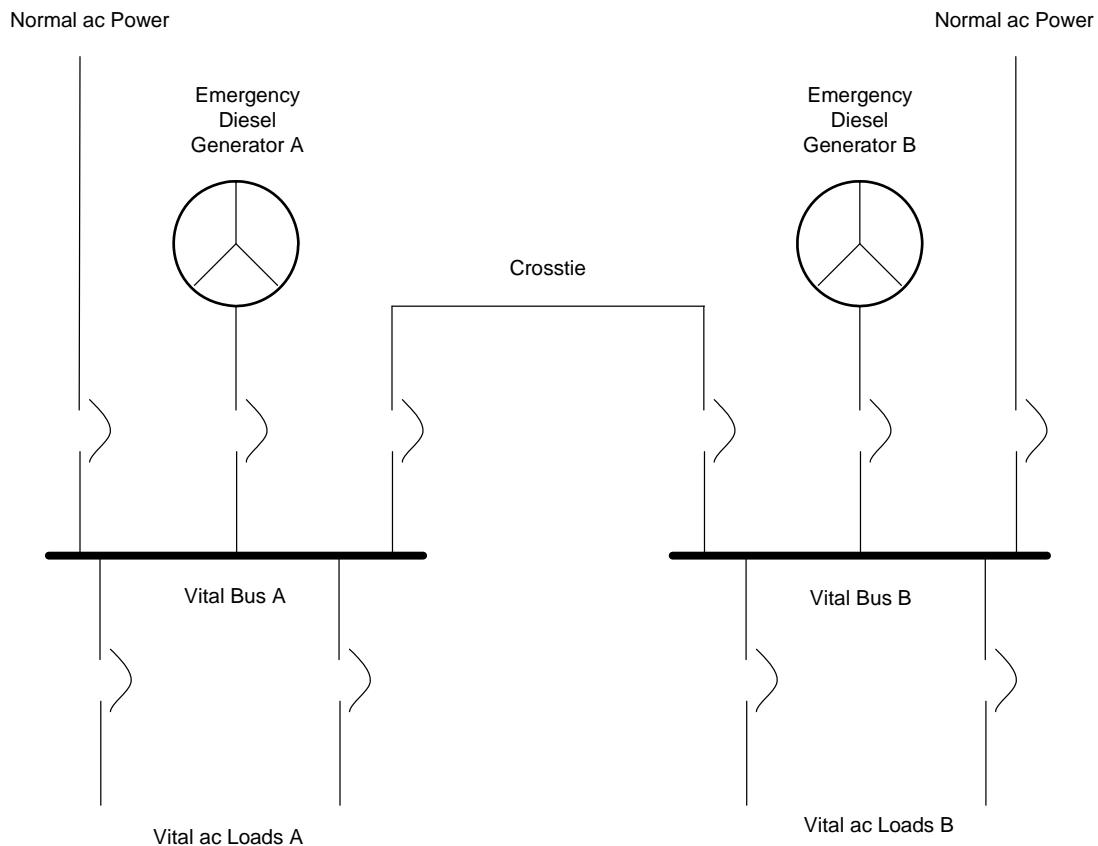 Normal ac Power
Normal ac Power
Emergency
Diesel
Generator A
Emergency
Diesel
Generator B
Crosstie
Vital Bus A
Vital Bus B
Vital ac Loads A
Vital ac Loads B